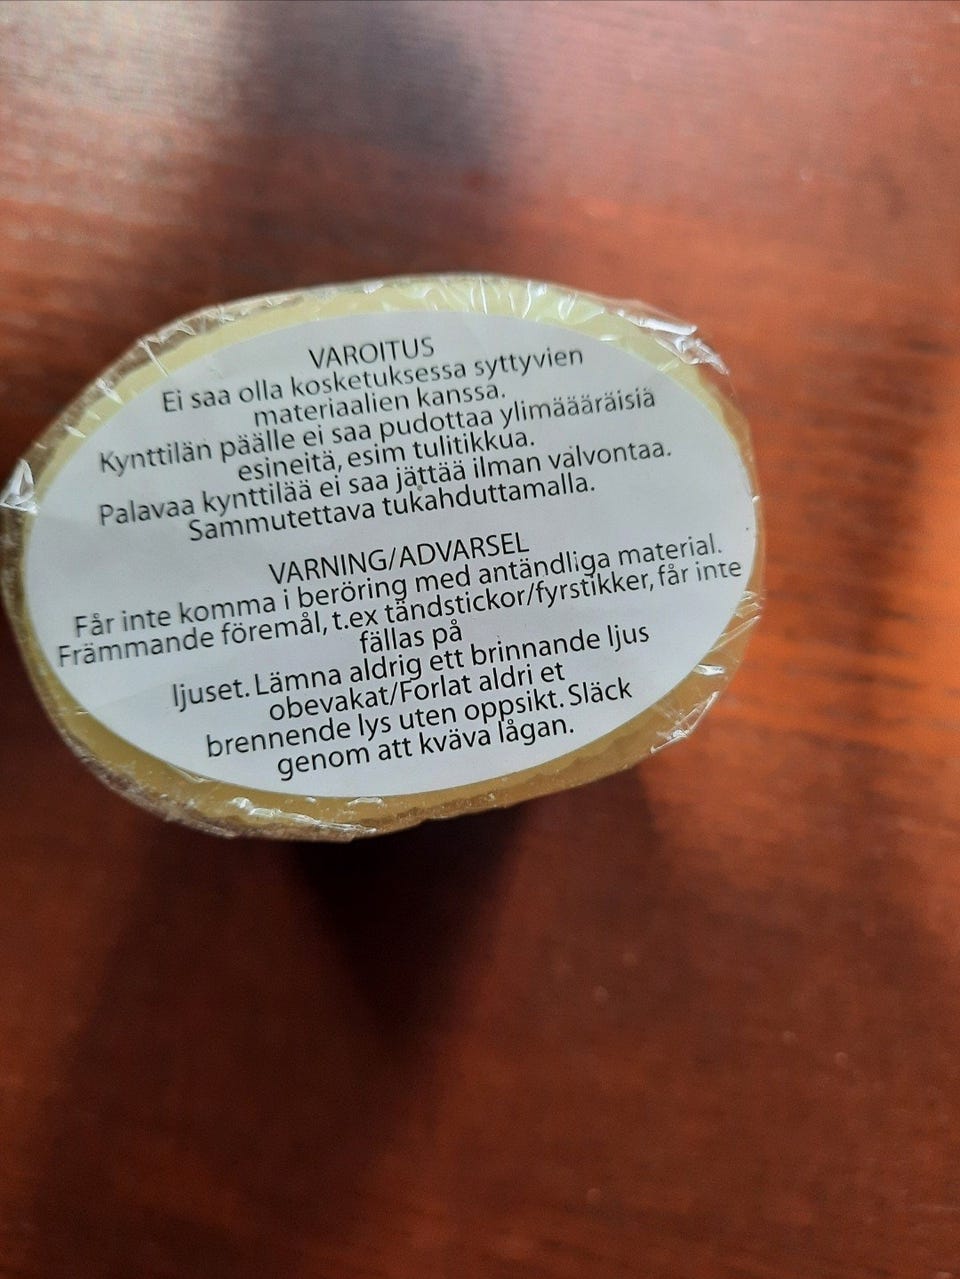 VAROITUS
Ei saa olla kosketuksessa syttyvien
materiaalien kanssa.
Kynttilän päälle ei saa pudottaa ylimäääräisiä
esineitä, esim tulitikkua.
Palavaa kynttilää ei saa jättää ilman valvontaa.
Sammutettava tukahduttamalla.
VARNING/ADVARSEL
Får inte komma i beröring med antändliga material.
Främmande föremål, t.ex tändstickor/fyrstikker, får inte
fällas på
ljuset. Lämna aldrig ett brinnande ljus
obevakat/Forlat aldri et
brennende lys uten oppsikt. Släck
genom att kväva lågan.